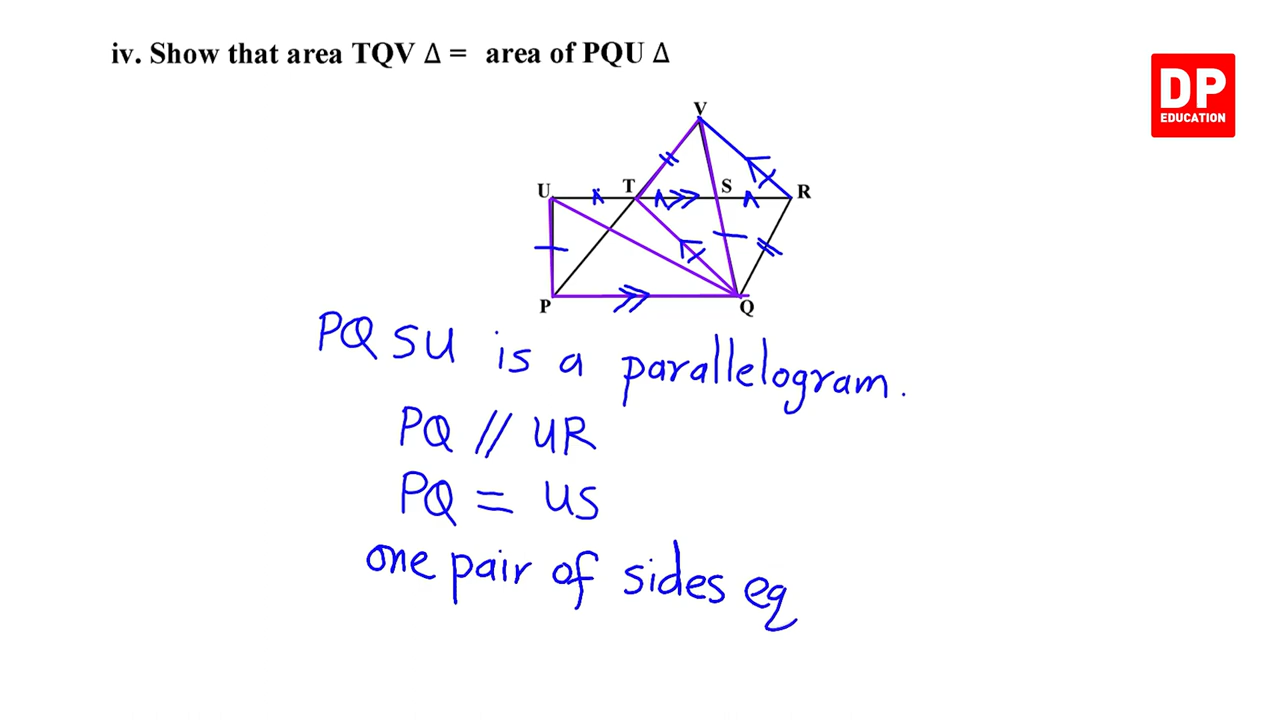 iv. Show that area TQV Δ = area of PQU Δ
DP
EDUCATION
V
U
T
S
R
P
Q
PQSU is a parallelogram.
PQ // UR
PQ = US
one pair of sides eq